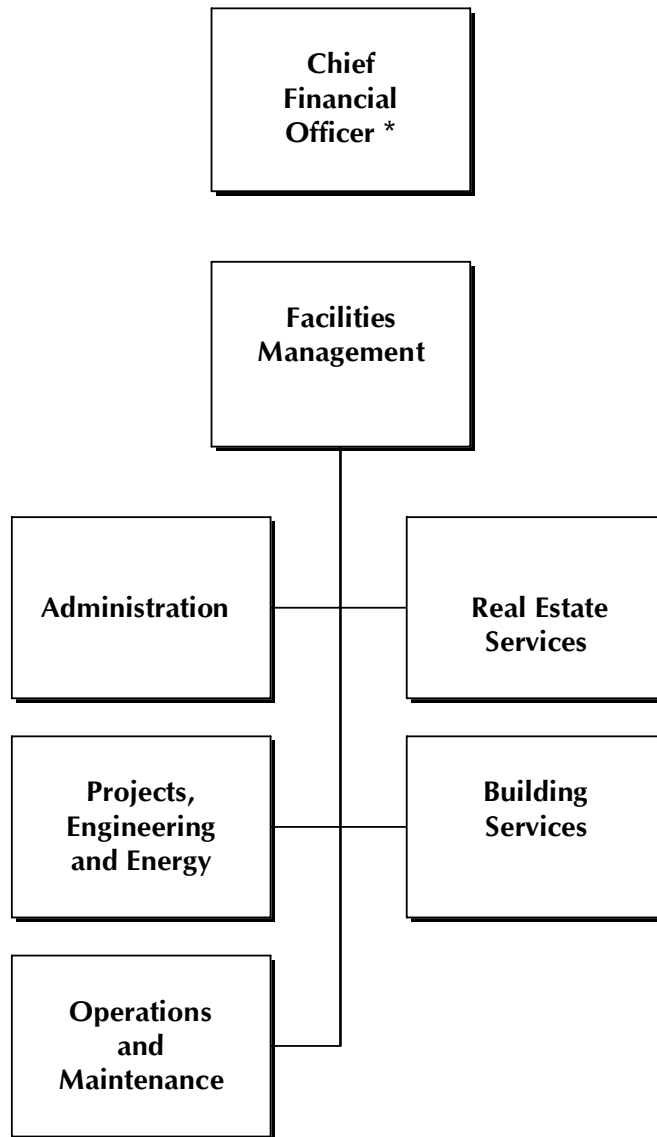 Chief
Financial
Officer *
Facilities
Management
Administration
Real Estate
Services
Projects,
Engineering
and Energy
Building
Services
Operations
and
Maintenance